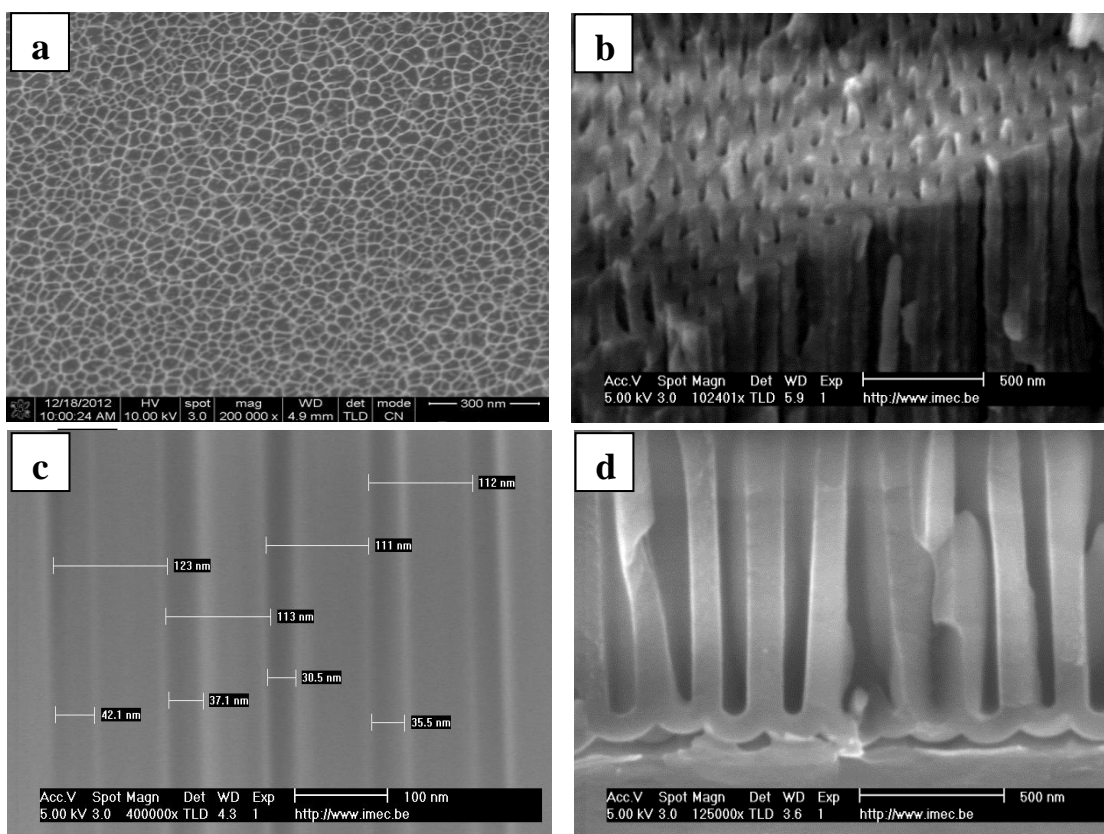 a
12/18/2012 HV spot mag WD det mode 300 nm
10:00:24 AM 10.00 kV 3.0 200 000 x 4.9 mm TLD CN
b
Acc.V Spot Magn Det WD Exp 500 nm
5.00 kV 3.0 102401x TLD 5.9 1 http://www.imec.be
c
112 nm
111 nm
123 nm
113 nm
30.5 nm
37.1 nm
42.1 nm
35.5 nm
Acc.V Spot Magn Det WD Exp 100 nm
5.00 kV 3.0 400000x TLD 4.3 1 http://www.imec.be
d
Acc.V Spot Magn Det WD Exp 500 nm
5.00 kV 3.0 125000x TLD 3.6 1 http://www.imec.be